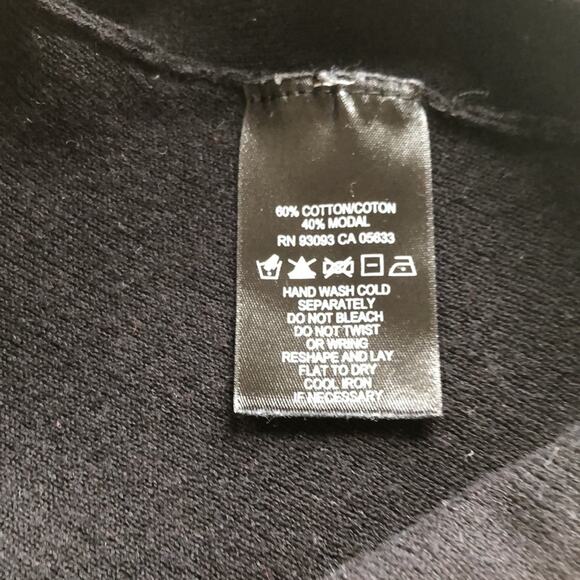 60% COTTON/COTON
40% MODAL
RN 93093 CA 05633
HAND WASH COLD
SEPARATELY
DO NOT BLEACH
DO NOT TWIST
OR WRING
RESHAPE AND LAY
FLAT TO DRY
COOL IRON
IF NECESSARY